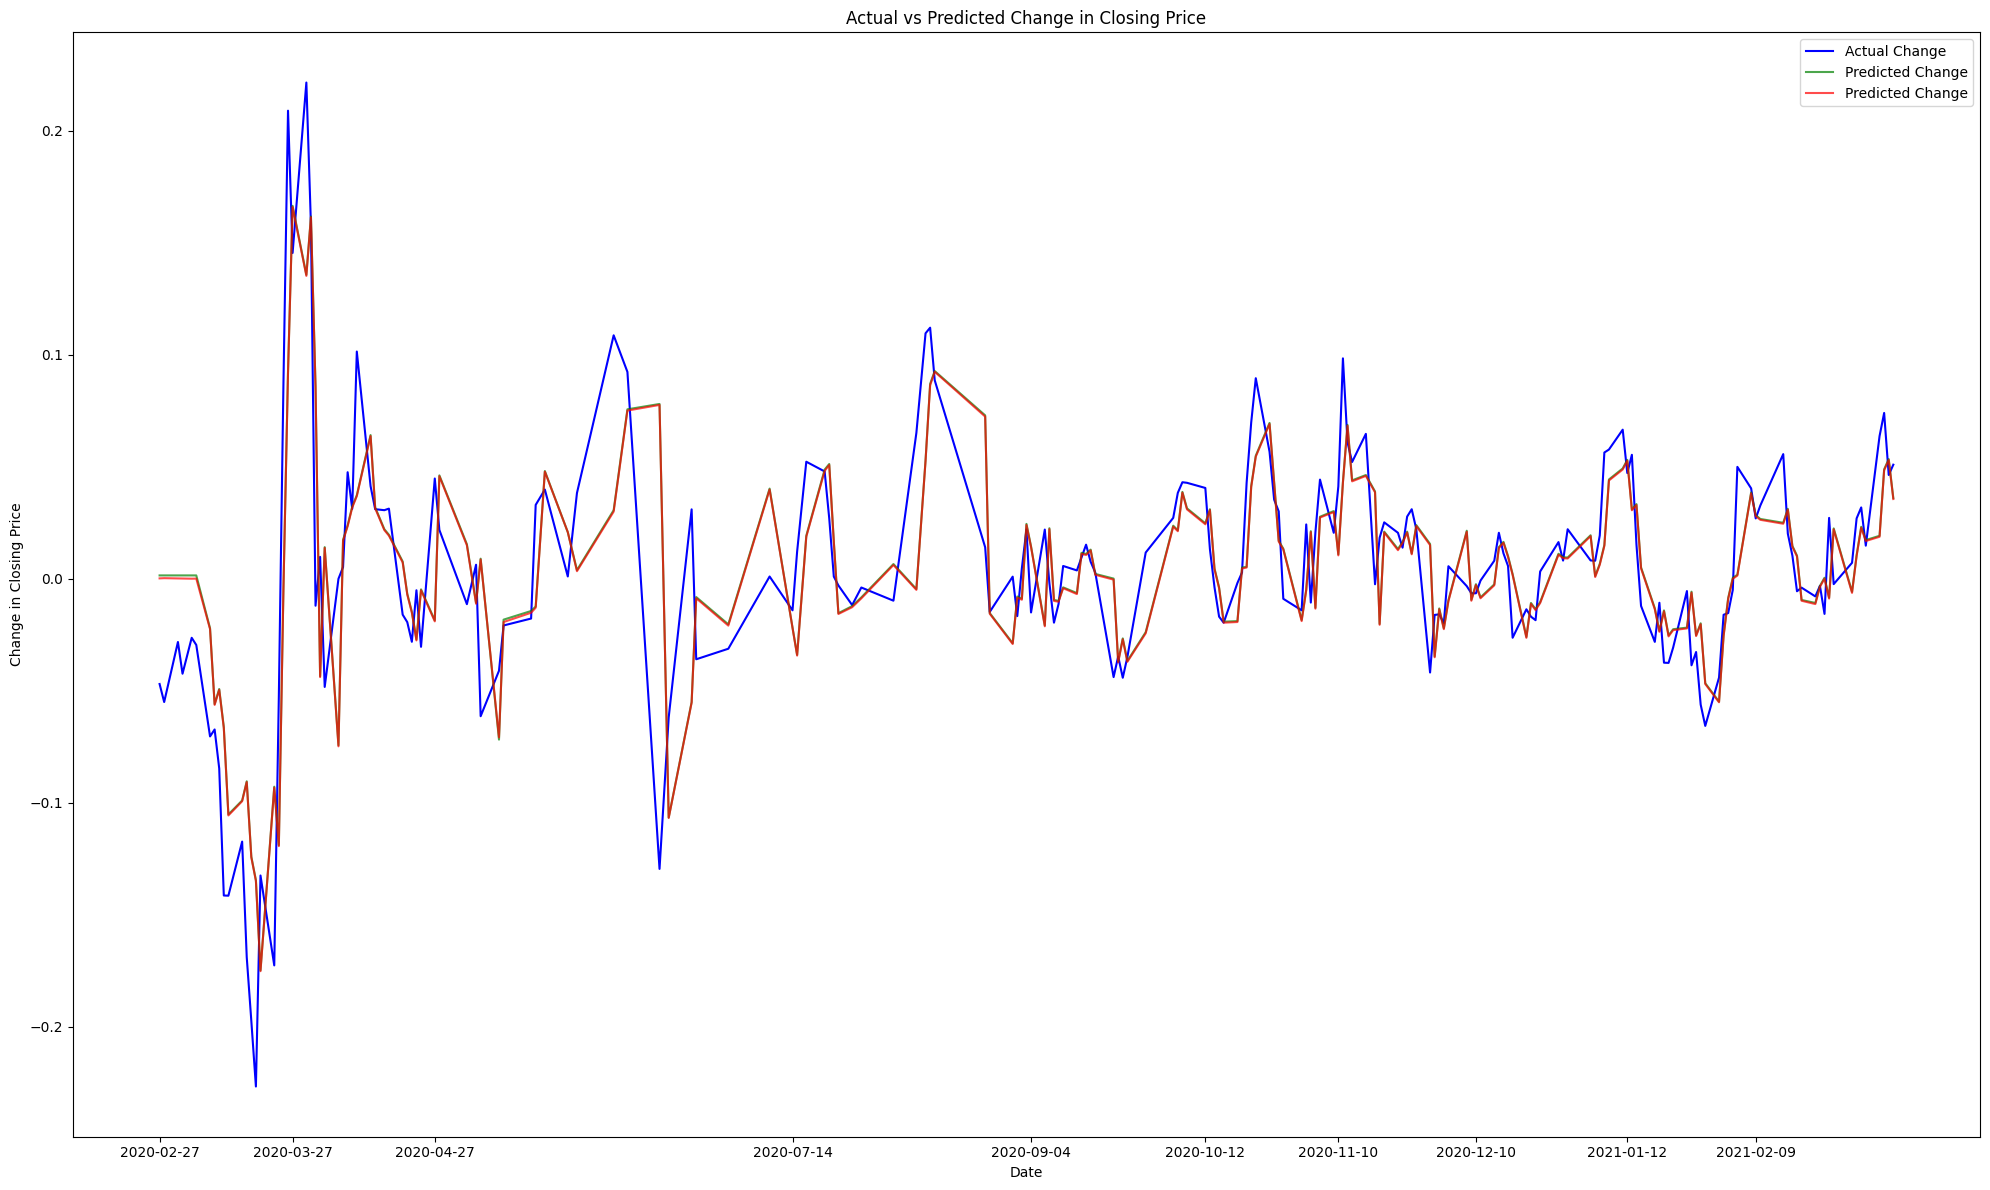 Actual vs Predicted Change in Closing Price
Actual Change
Predicted Change
Predicted Change
Change in Closing Price
0.2
0.1
0.0
−0.1
−0.2
2020-02-27 2020-03-27 2020-04-27 2020-07-14 2020-09-04 2020-10-12 2020-11-10 2020-12-10 2021-01-12 2021-02-09
Date